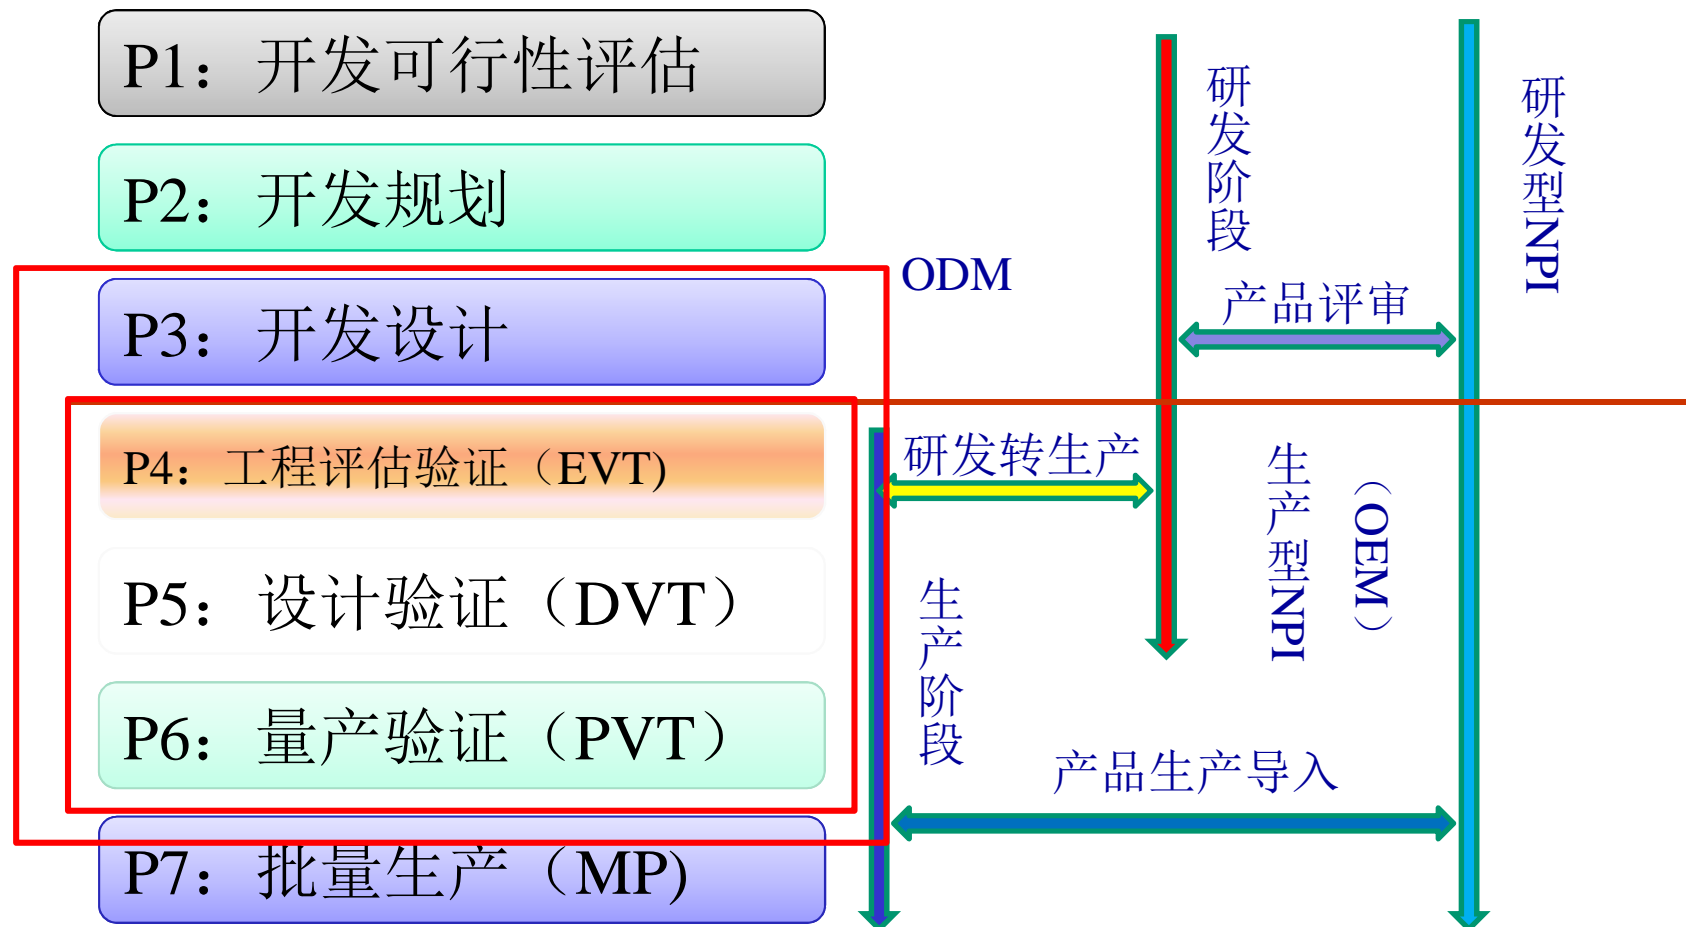 P1：开发可行性评估
P2：开发规划
P3：开发设计
P4：工程评估验证（EVT)
P5：设计验证（DVT）
P6：量产验证（PVT）
P7：批量生产（MP)
ODM
研发阶段
研发型NPI
产品评审
研发转生产
生产型NPI
（OEM）
生产阶段
产品生产导入